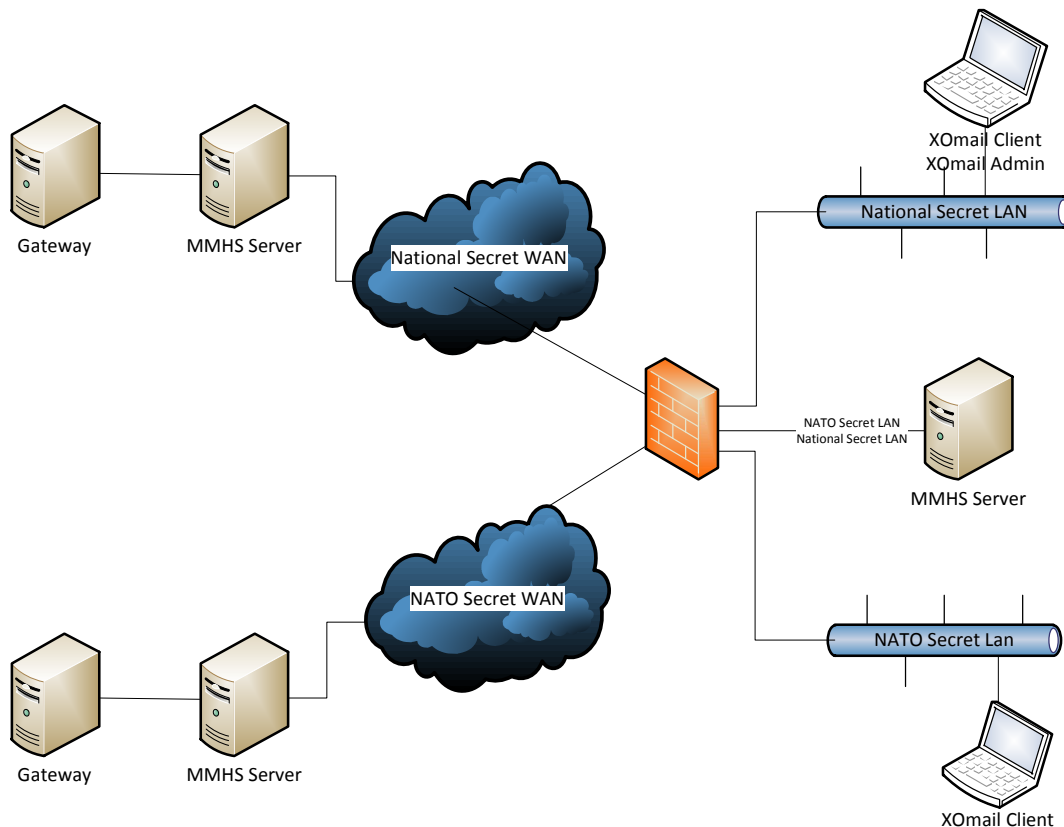 XOmail Client
XOmail Admin
Gateway
MMHS Server
National Secret WAN
National Secret LAN
NATO Secret LAN
National Secret LAN
MMHS Server
NATO Secret WAN
NATO Secret Lan
Gateway
MMHS Server
XOmail Client